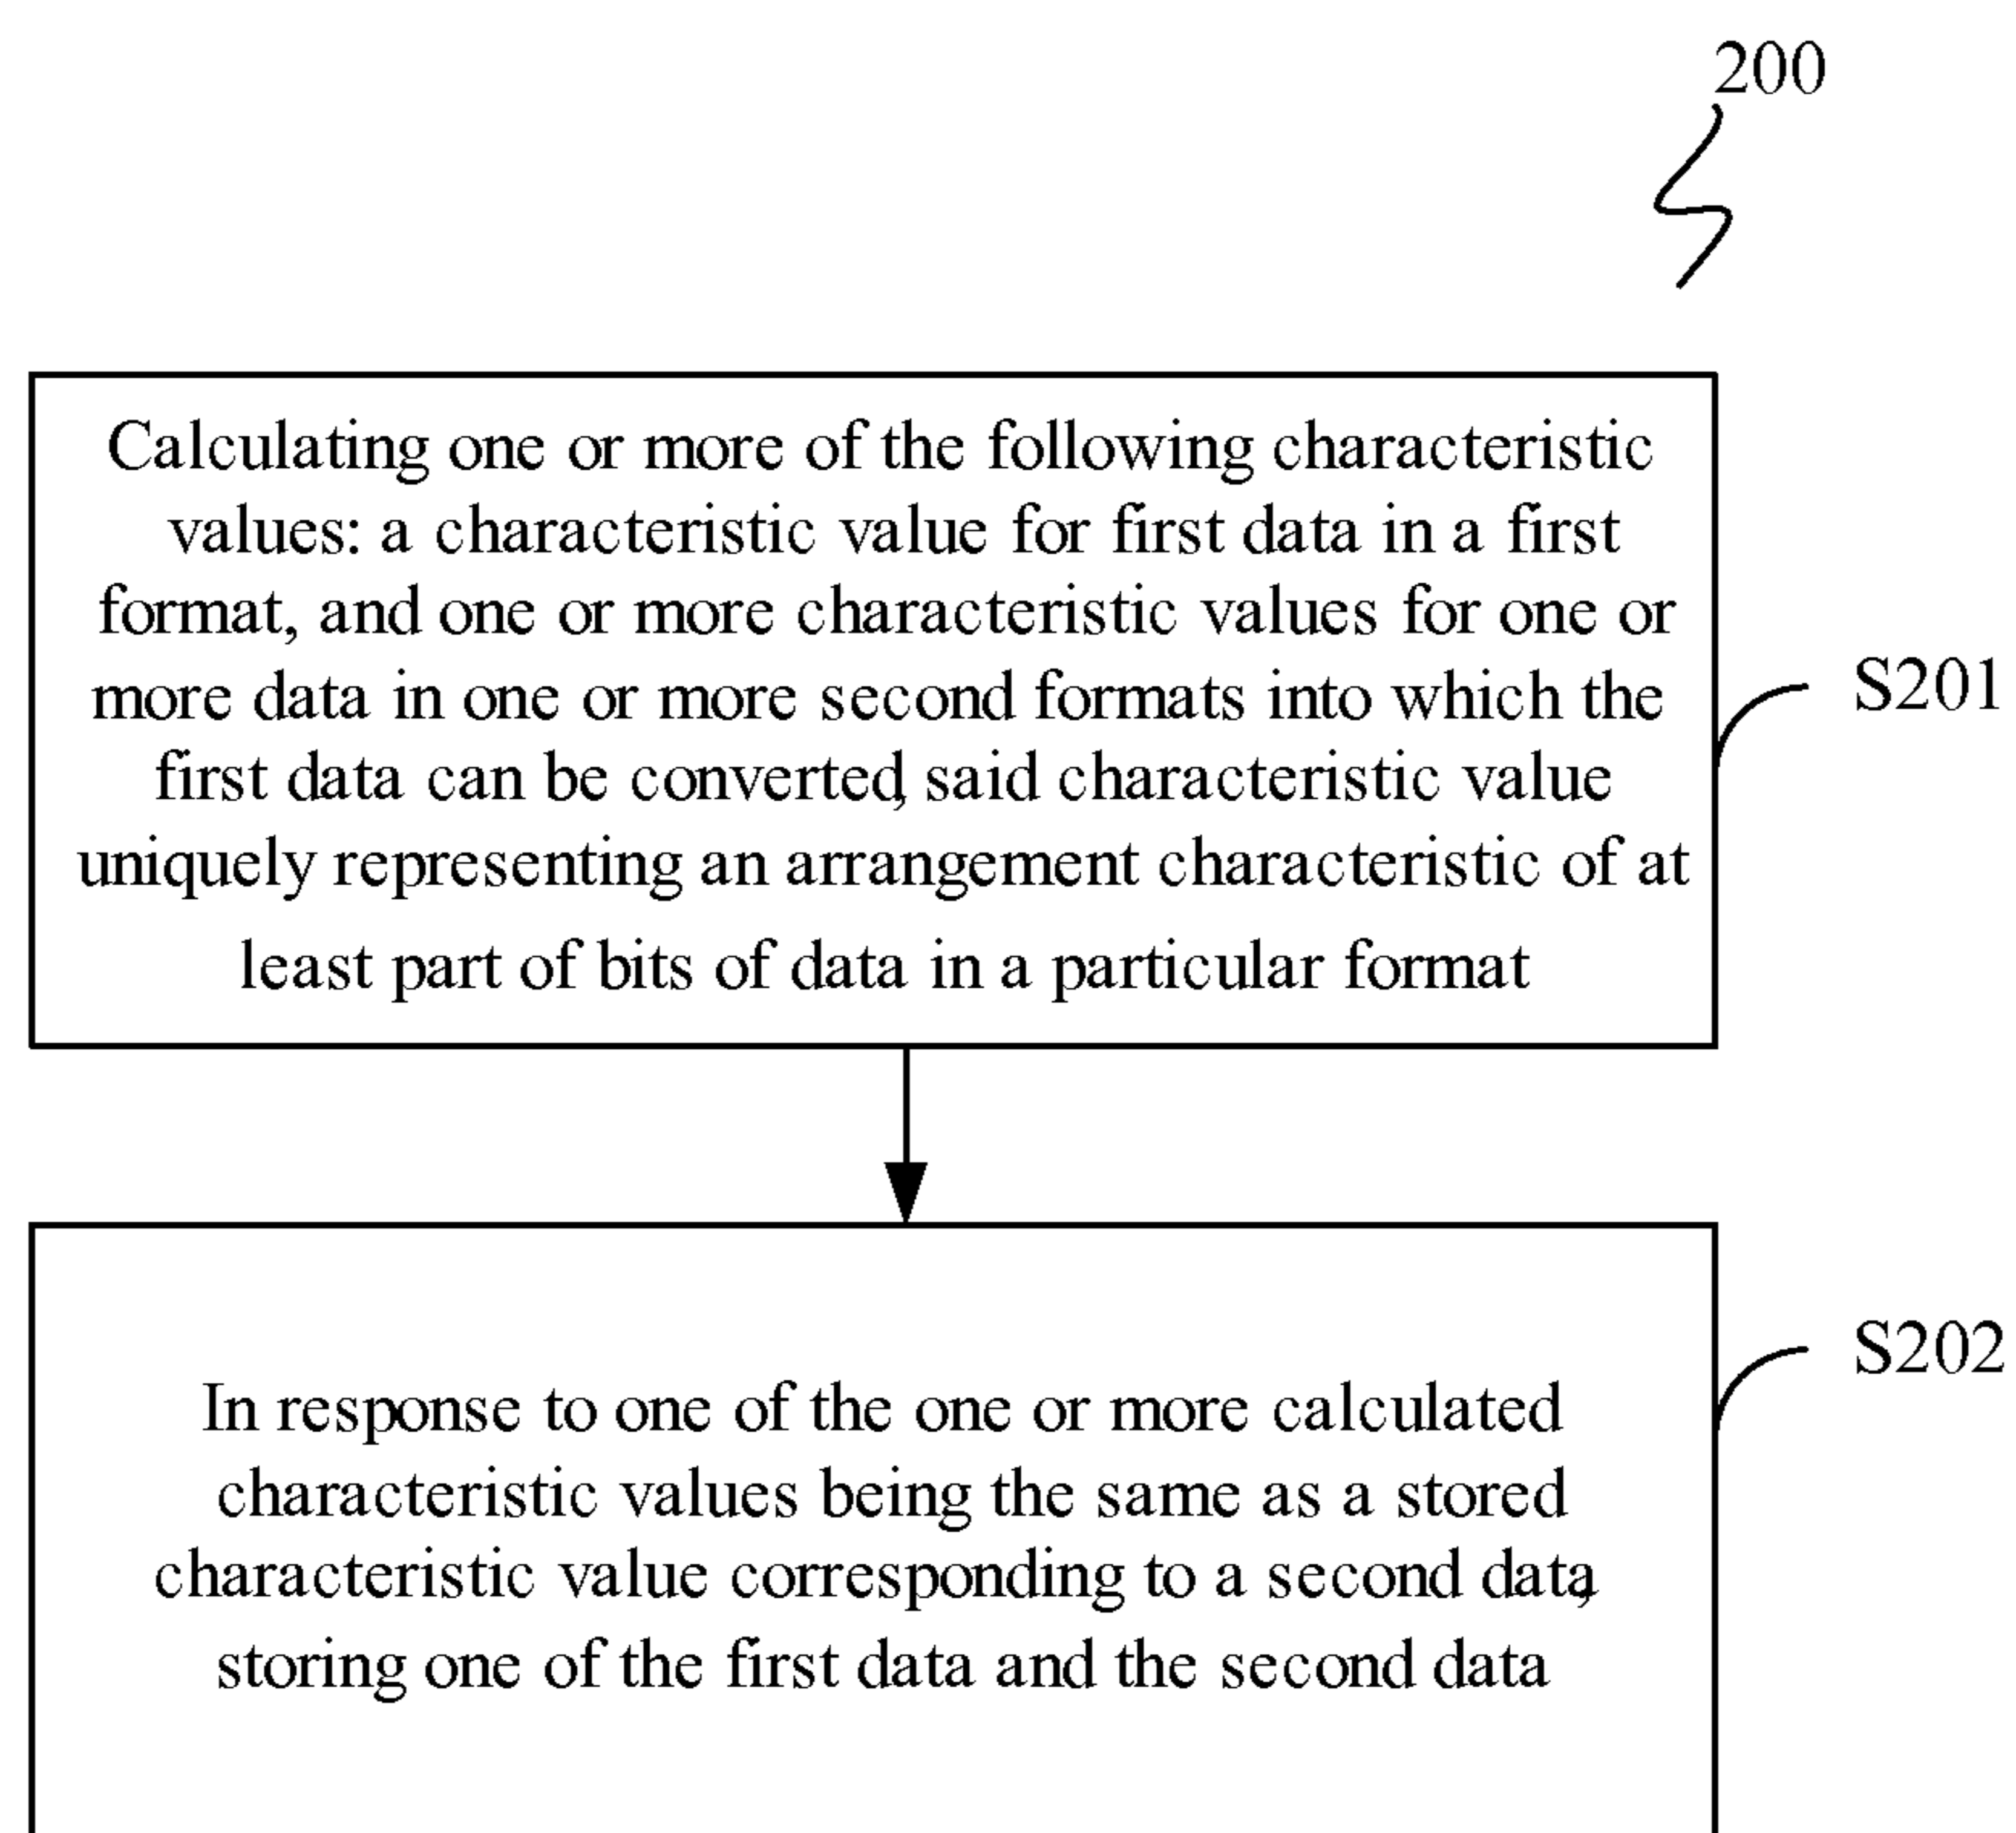 200
Calculating one or more of the following characteristic
values: a characteristic value for first data in a first
format, and one or more characteristic values for one or
more data in one or more second formats into which the
first data can be converted, said characteristic value
uniquely representing an arrangement characteristic of at
least part of bits of data in a particular format
S201
In response to one of the one or more calculated
characteristic values being the same as a stored
characteristic value corresponding to a second data,
storing one of the first data and the second data
S202